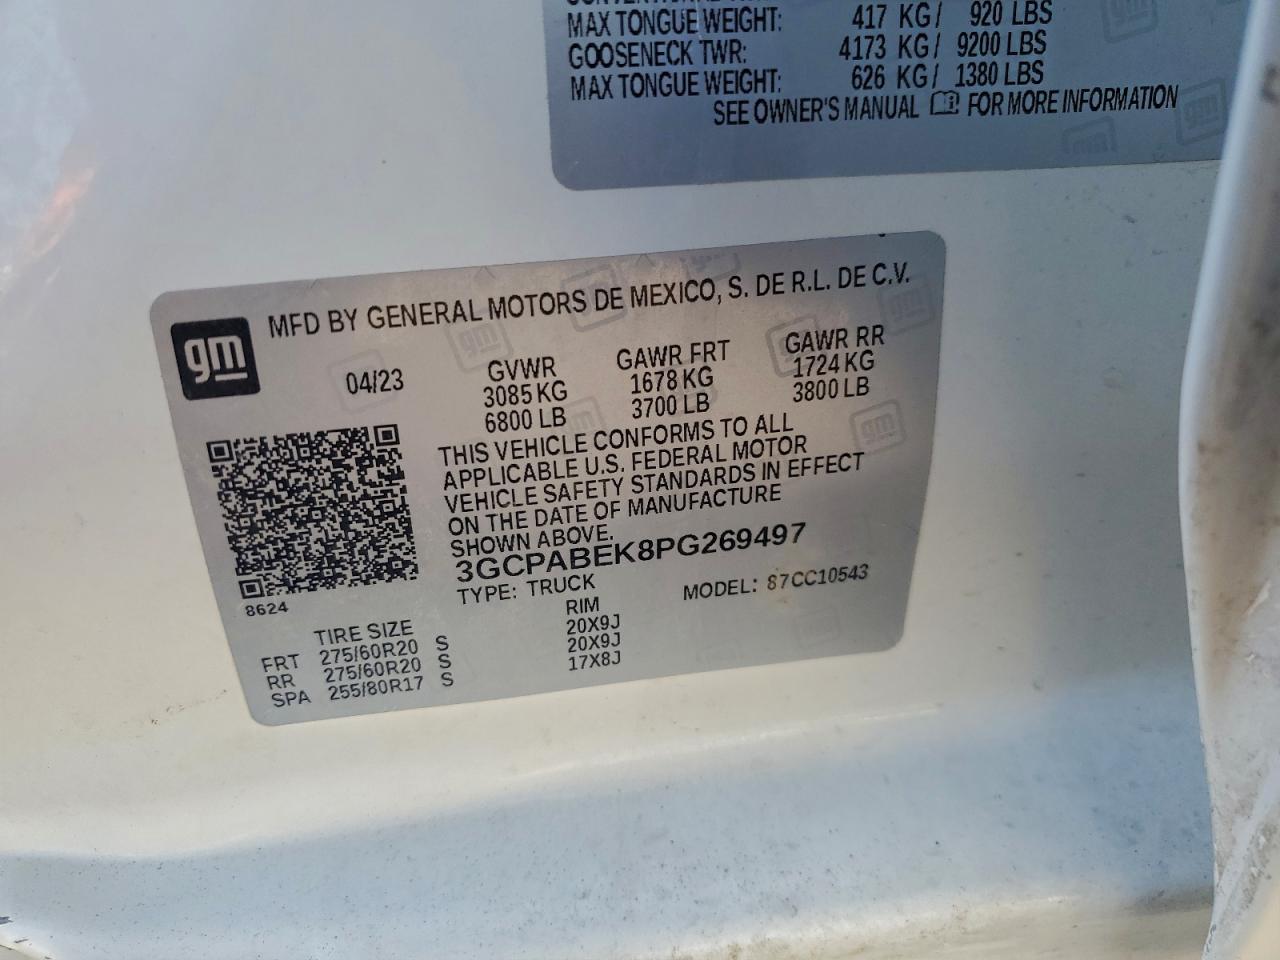 MAX TONGUE WEIGHT: 417 KG/ 920 LBS
GOOSENECK TWR: 4173 KG/ 9200 LBS
MAX TONGUE WEIGHT: 626 KG/ 1380 LBS
SEE OWNER'S MANUAL FOR MORE INFORMATION
gm
MFD BY GENERAL MOTORS DE MEXICO, S. DE R.L. DE C.V.
04/23
GVWR GAWR FRT GAWR RR
3085 KG 1678 KG 1724 KG
6800 LB 3700 LB 3800 LB
THIS VEHICLE CONFORMS TO ALL
APPLICABLE U.S. FEDERAL MOTOR
VEHICLE SAFETY STANDARDS IN EFFECT
ON THE DATE OF MANUFACTURE
SHOWN ABOVE.
3GCPABEK8PG269497
TYPE: TRUCK MODEL: 87CC10543
8624
TIRE SIZE RIM
FRT 275/60R20 S 20X9J
RR 275/60R20 S 20X9J
SPA 255/80R17 S 17X8J